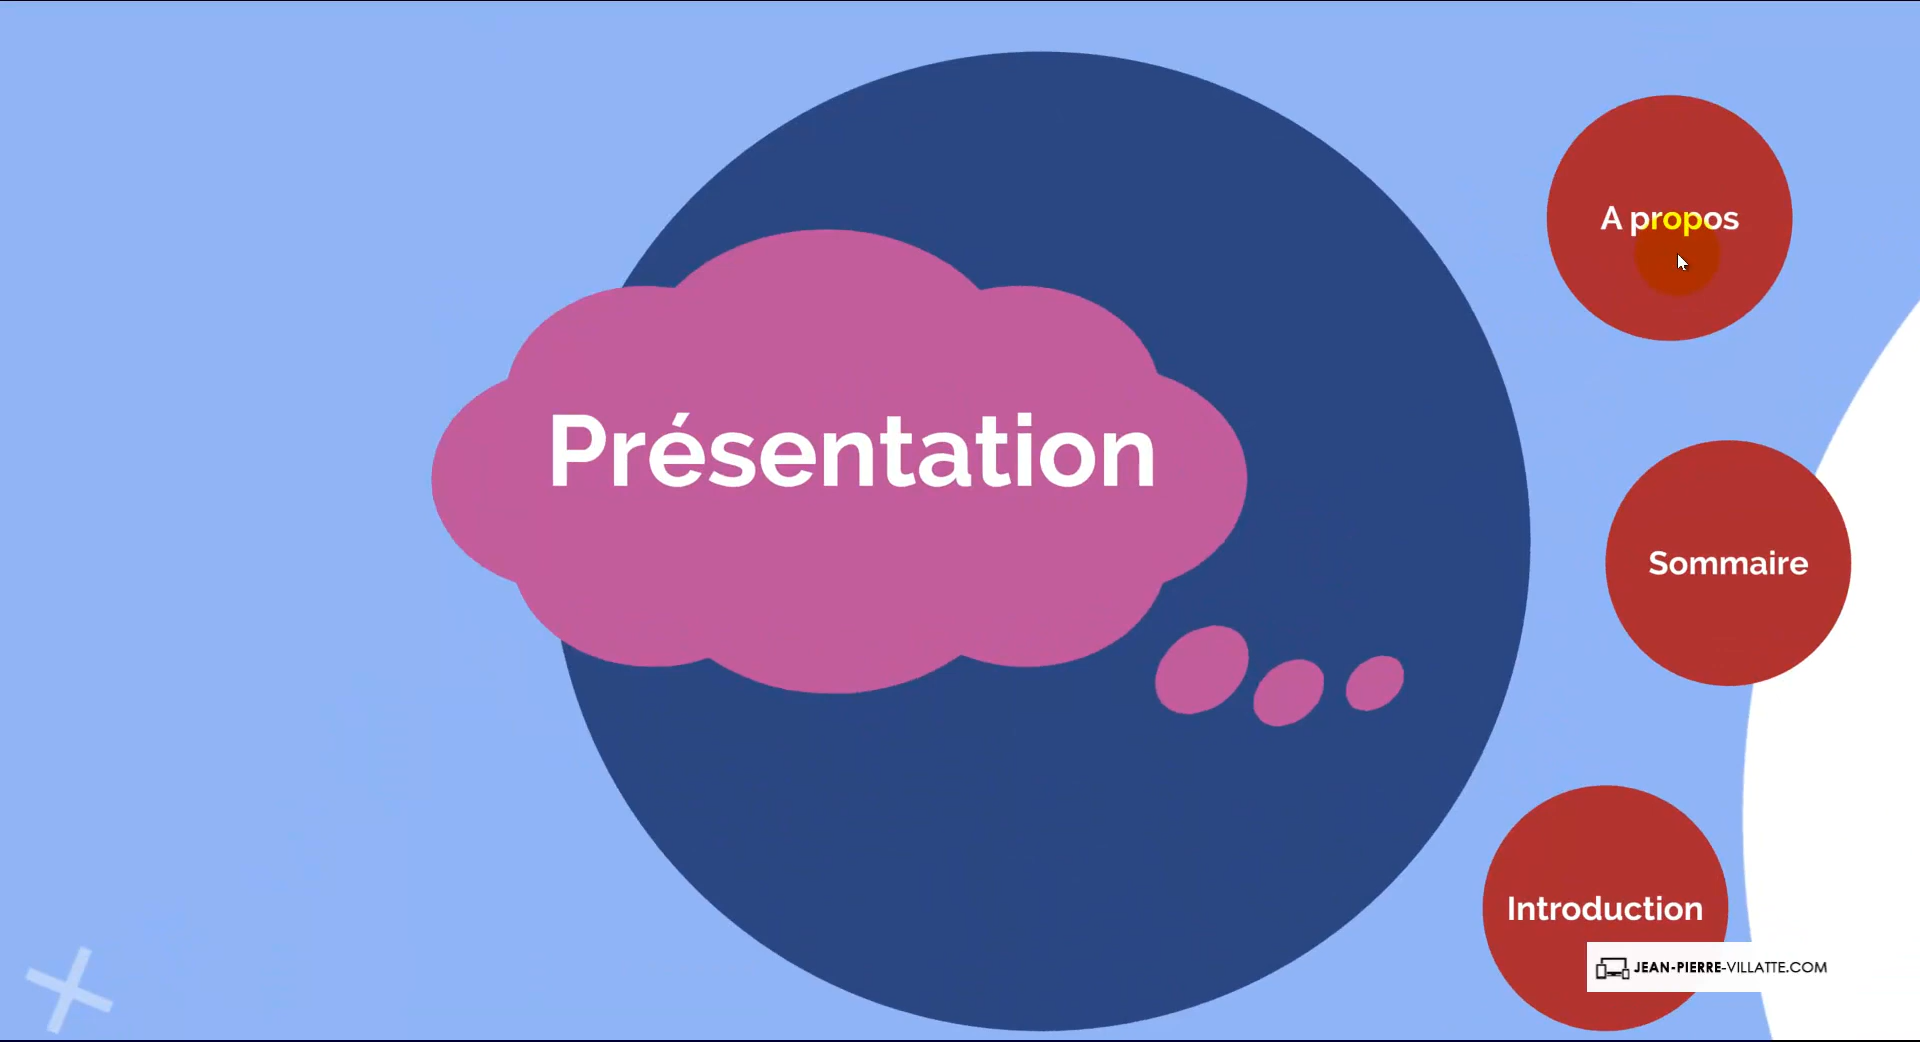 A propos
Présentation
Sommaire
Introduction
JEAN-PIERRE-VILLATTE.COM